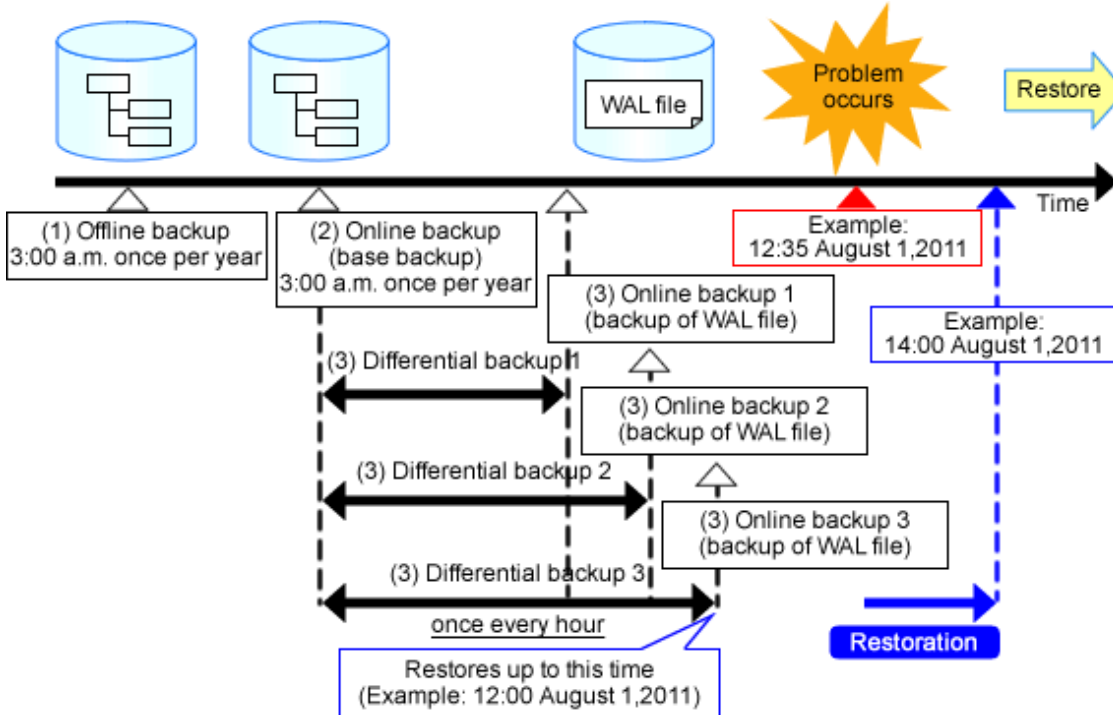 WAL file
Problem
occurs
Restore
Time
(1) Offline backup
3:00 a.m. once per year
(2) Online backup
(base backup)
3:00 a.m. once per year
Example:
12:35 August 1,2011
(3) Online backup 1
(backup of WAL file)
Example:
14:00 August 1,2011
(3) Differential backup 1
(3) Online backup 2
(backup of WAL file)
(3) Differential backup 2
(3) Online backup 3
(backup of WAL file)
(3) Differential backup 3
once every hour
Restoration
Restores up to this time
(Example: 12:00 August 1,2011)